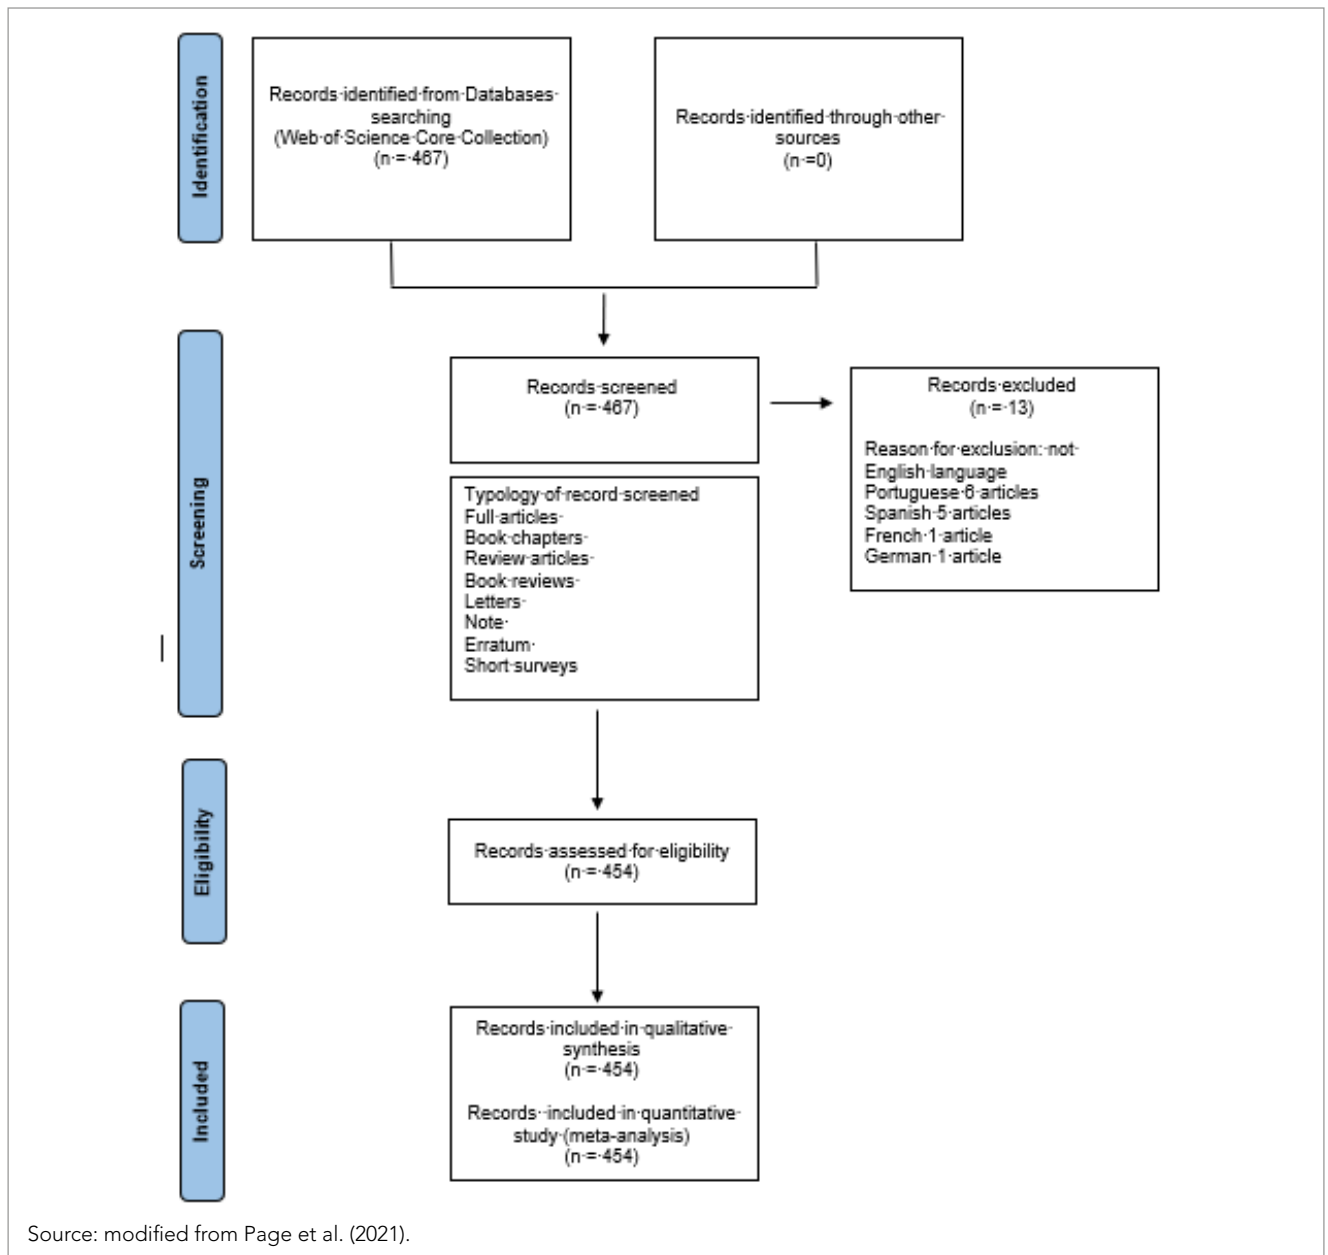 Identification
Records·identified·from·Databases·
searching
(Web·of·Science·Core·Collection)
(n·=·467)
Records·identified·through·other·
sources
(n·=0)
Screening
Records·screened
(n·=·467)
Records·excluded
(n·=·13)
Reason·for·exclusion:·not·
English·language
Portuguese·6·articles
Spanish·5·articles
French·1·article
German·1·article
Typology·of·record·screened
Full·articles·
Book·chapters·
Review·articles·
Book·reviews·
Letters·
Note·
Erratum·
Short·surveys
Eligibility
Records·assessed·for·eligibility
(n·=·454)
Included
Records·included·in·qualitative·
synthesis
(n·=·454)
Records··included·in·quantitative·
study·(meta-analysis)
(n·=·454)
Source: modified from Page et al. (2021).